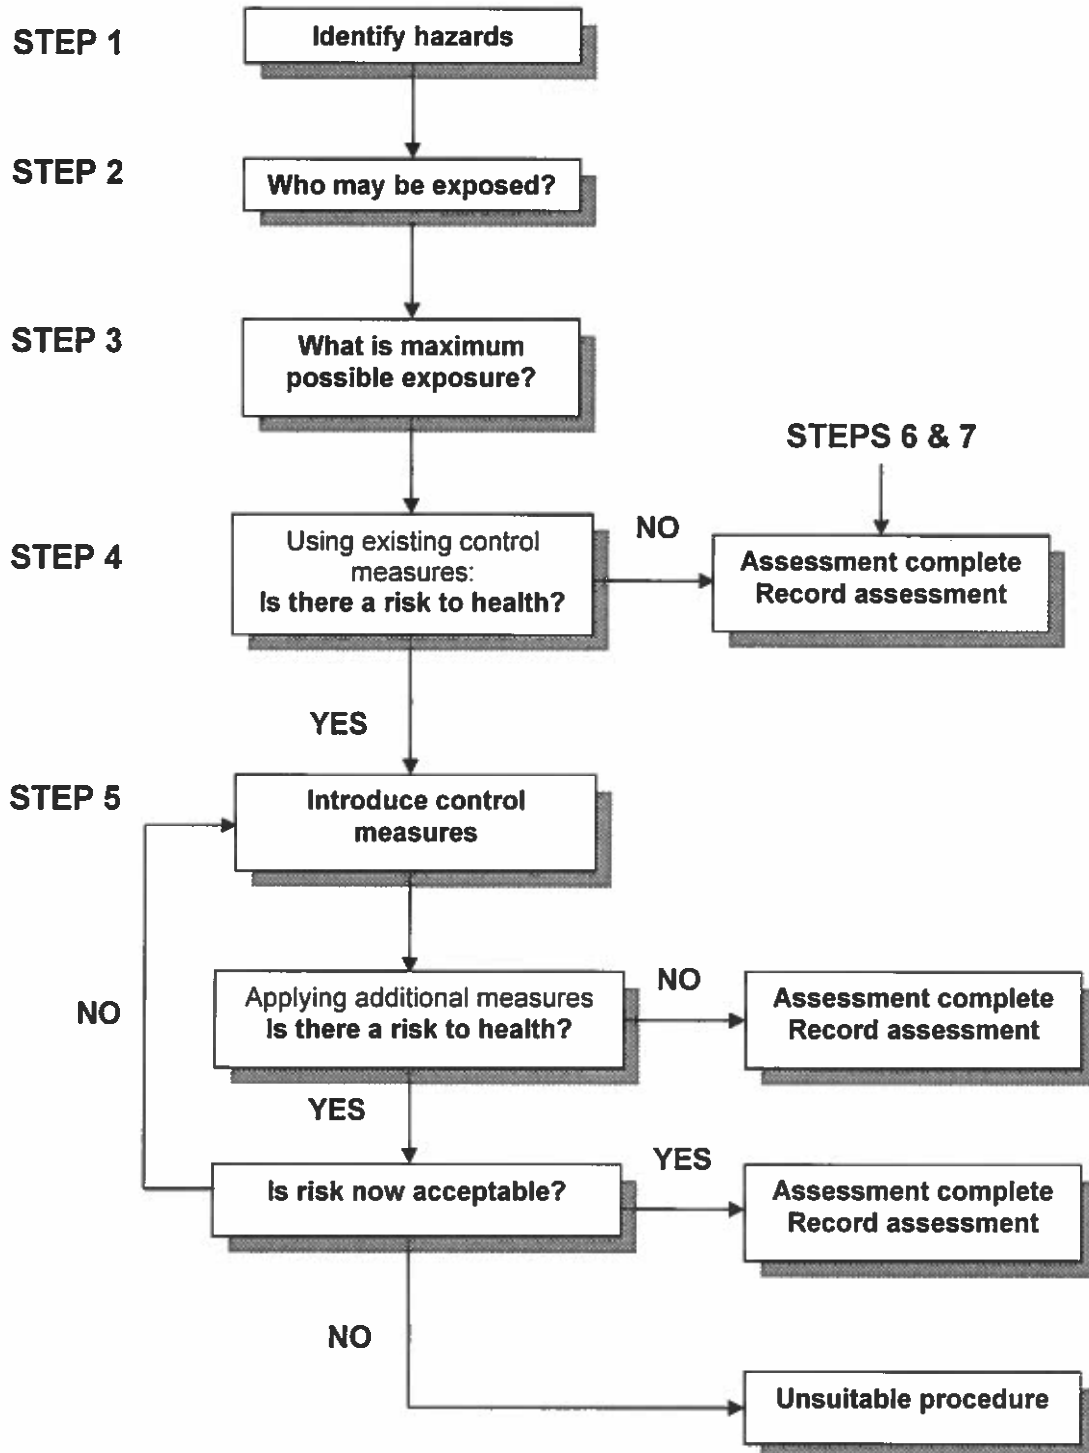 STEP 1
Identify hazards
STEP 2
Who may be exposed?
STEP 3
What is maximum
possible exposure?
STEPS 6 & 7
STEP 4
Using existing control
measures:
Is there a risk to health?
NO
Assessment complete
Record assessment
YES
STEP 5
Introduce control
measures
NO
Applying additional measures
Is there a risk to health?
NO
Assessment complete
Record assessment
YES
Is risk now acceptable?
YES
Assessment complete
Record assessment
NO
Unsuitable procedure